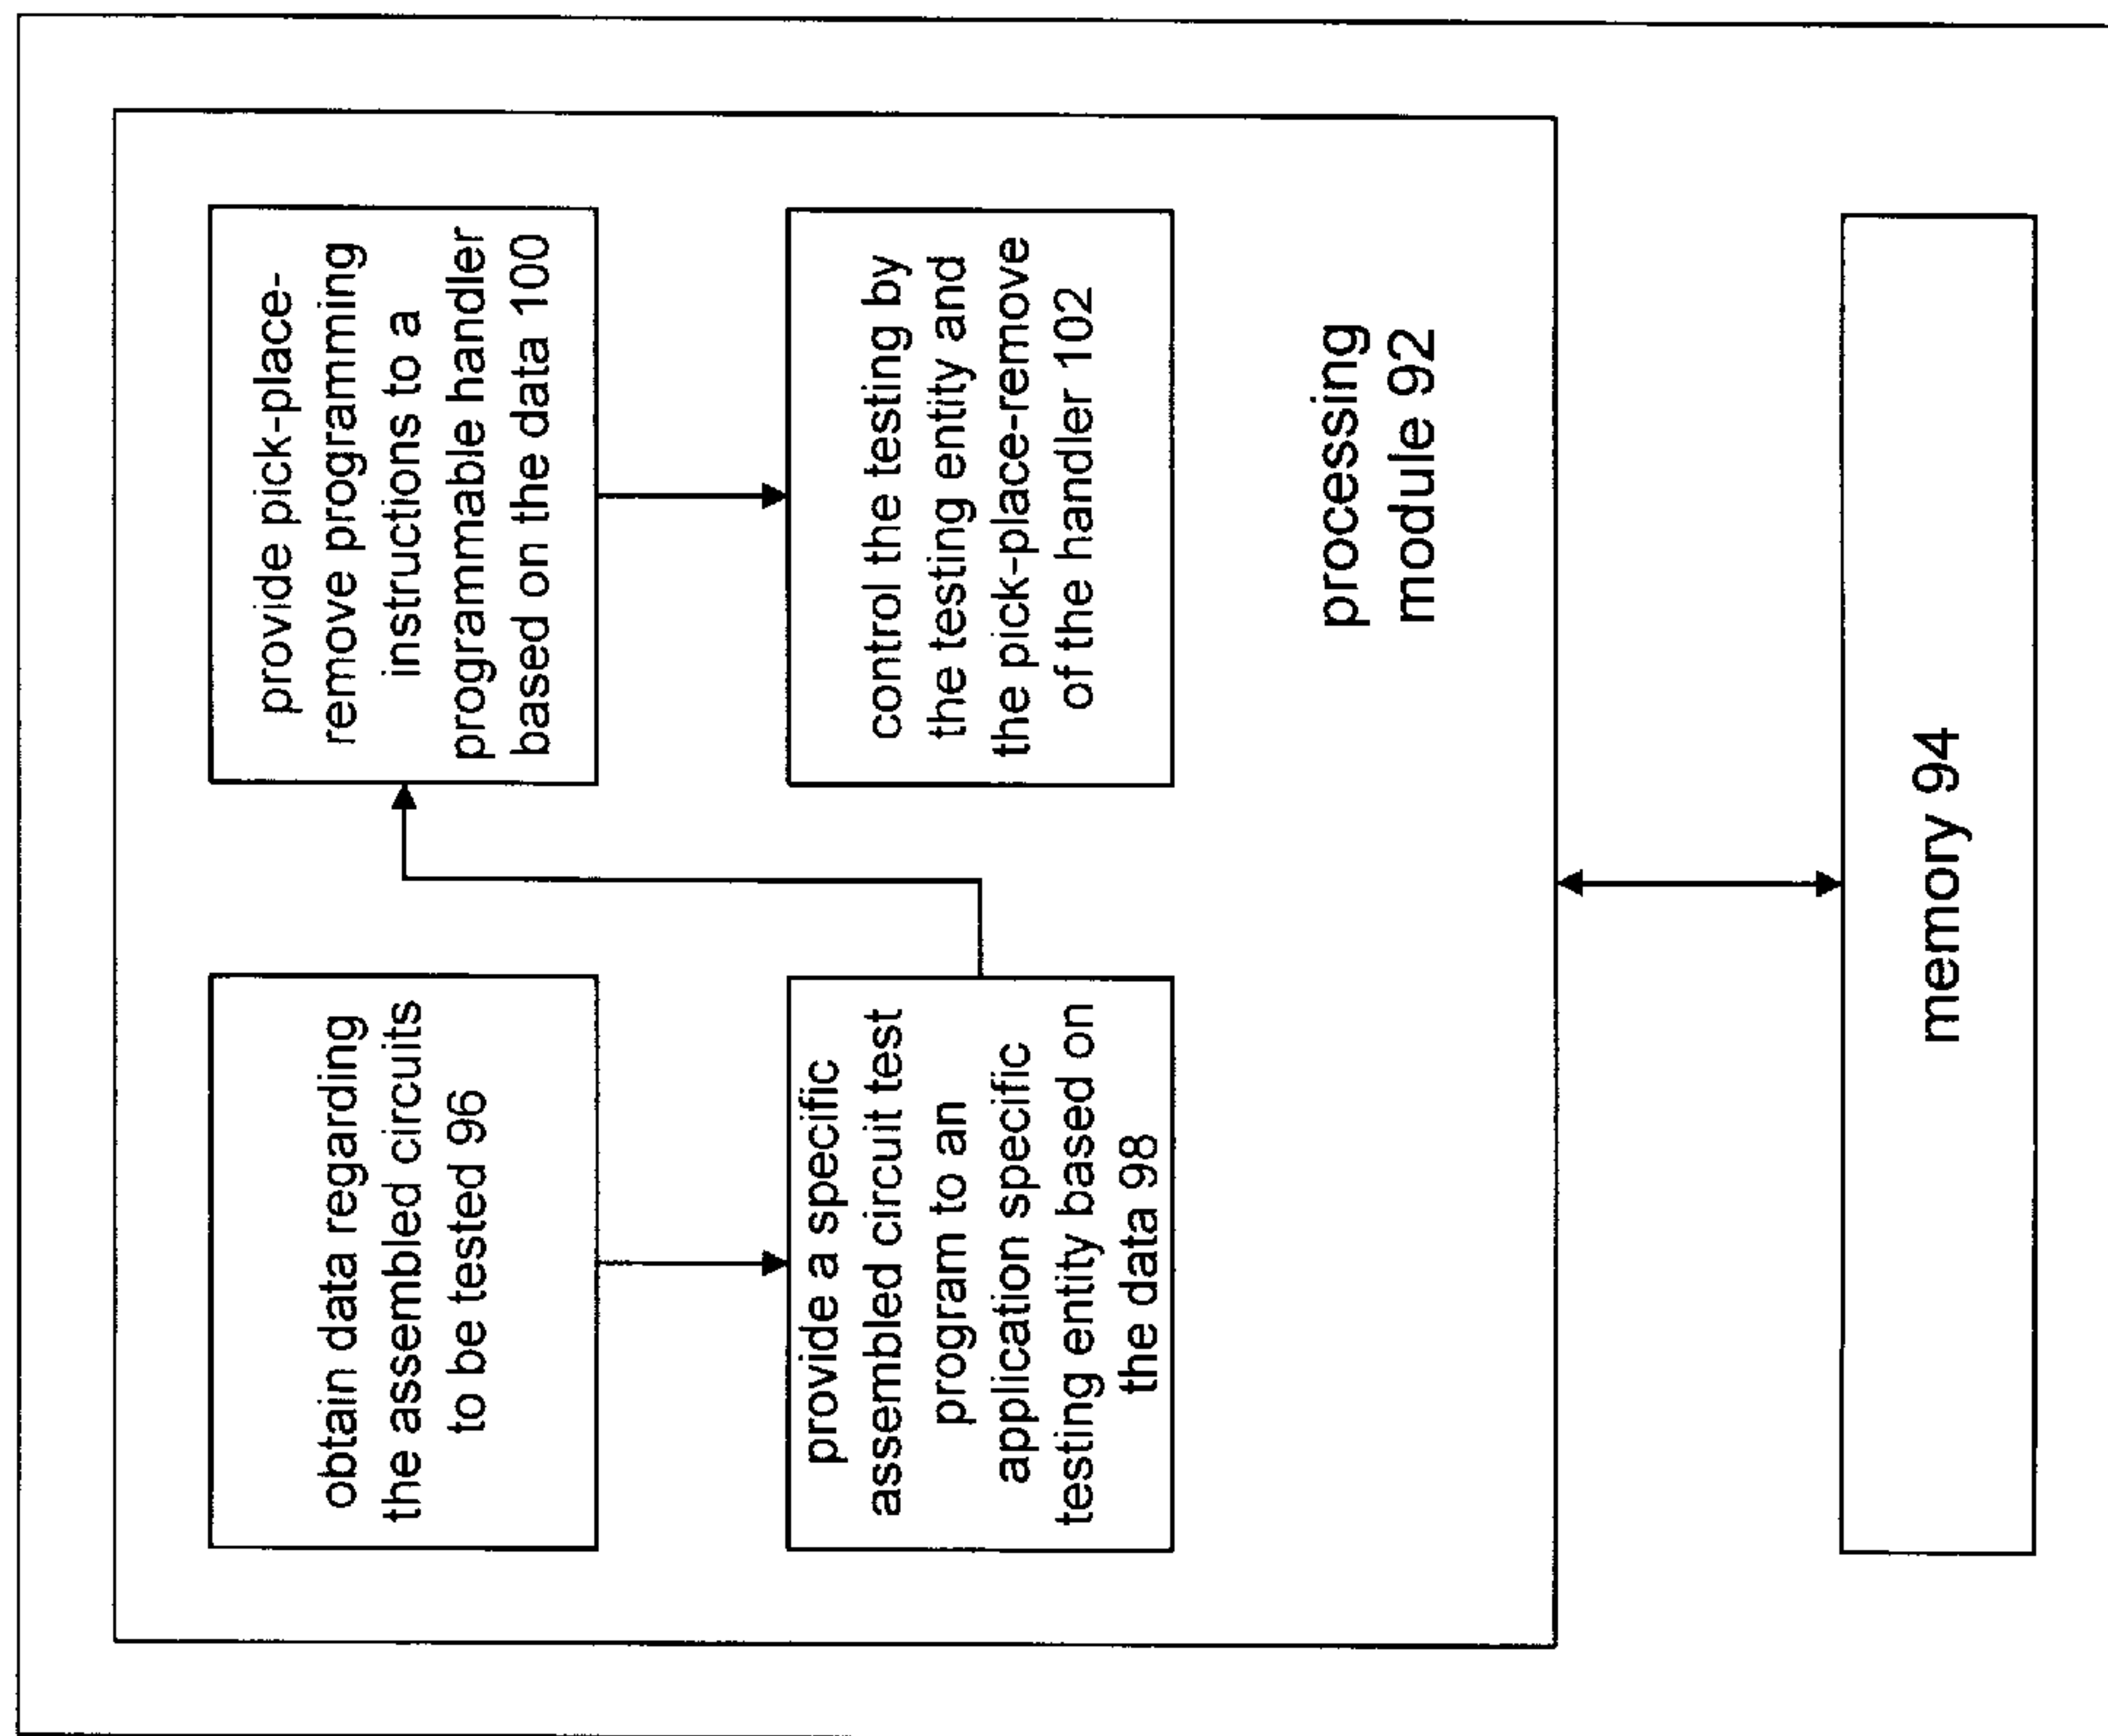 obtain data regarding
the assembled circuits
to be tested 96
provide a specific
assembled circuit test
program to an
application specific
testing entity based on
the data 98
provide pick-place-
remove programming
instructions to a
programmable handler
based on the data 100
control the testing by
the testing entity and
the pick-place-remove
of the handler 102
processing
module 92
memory 94